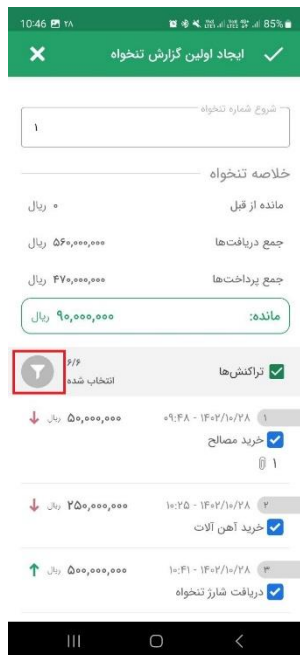 10:46 ۲۸ 85%
ایجاد اولین گزارش تنخواه
شروع شماره تنخواه
۱
خلاصه تنخواه
مانده از قبل ۰ ریال
جمع دریافت‌ها ۵۶۰,۰۰۰,۰۰۰ ریال
جمع پرداخت‌ها ۴۷۰,۰۰۰,۰۰۰ ریال
مانده: ۹۰,۰۰۰,۰۰۰ ریال
تراکنش‌ها ۶/۶
انتخاب شده
۱ ۱۴۰۲/۱۰/۲۸ - ۰۹:۴۸ ۵۰,۰۰۰,۰۰۰ ریال
خرید مصالح
۱
۲ ۱۴۰۲/۱۰/۲۸ - ۱۰:۲۵ ۲۵۰,۰۰۰,۰۰۰ ریال
خرید آهن آلات
۳ ۱۴۰۲/۱۰/۲۸ - ۱۰:۴۱ ۵۰۰,۰۰۰,۰۰۰ ریال
دریافت شارژ تنخواه